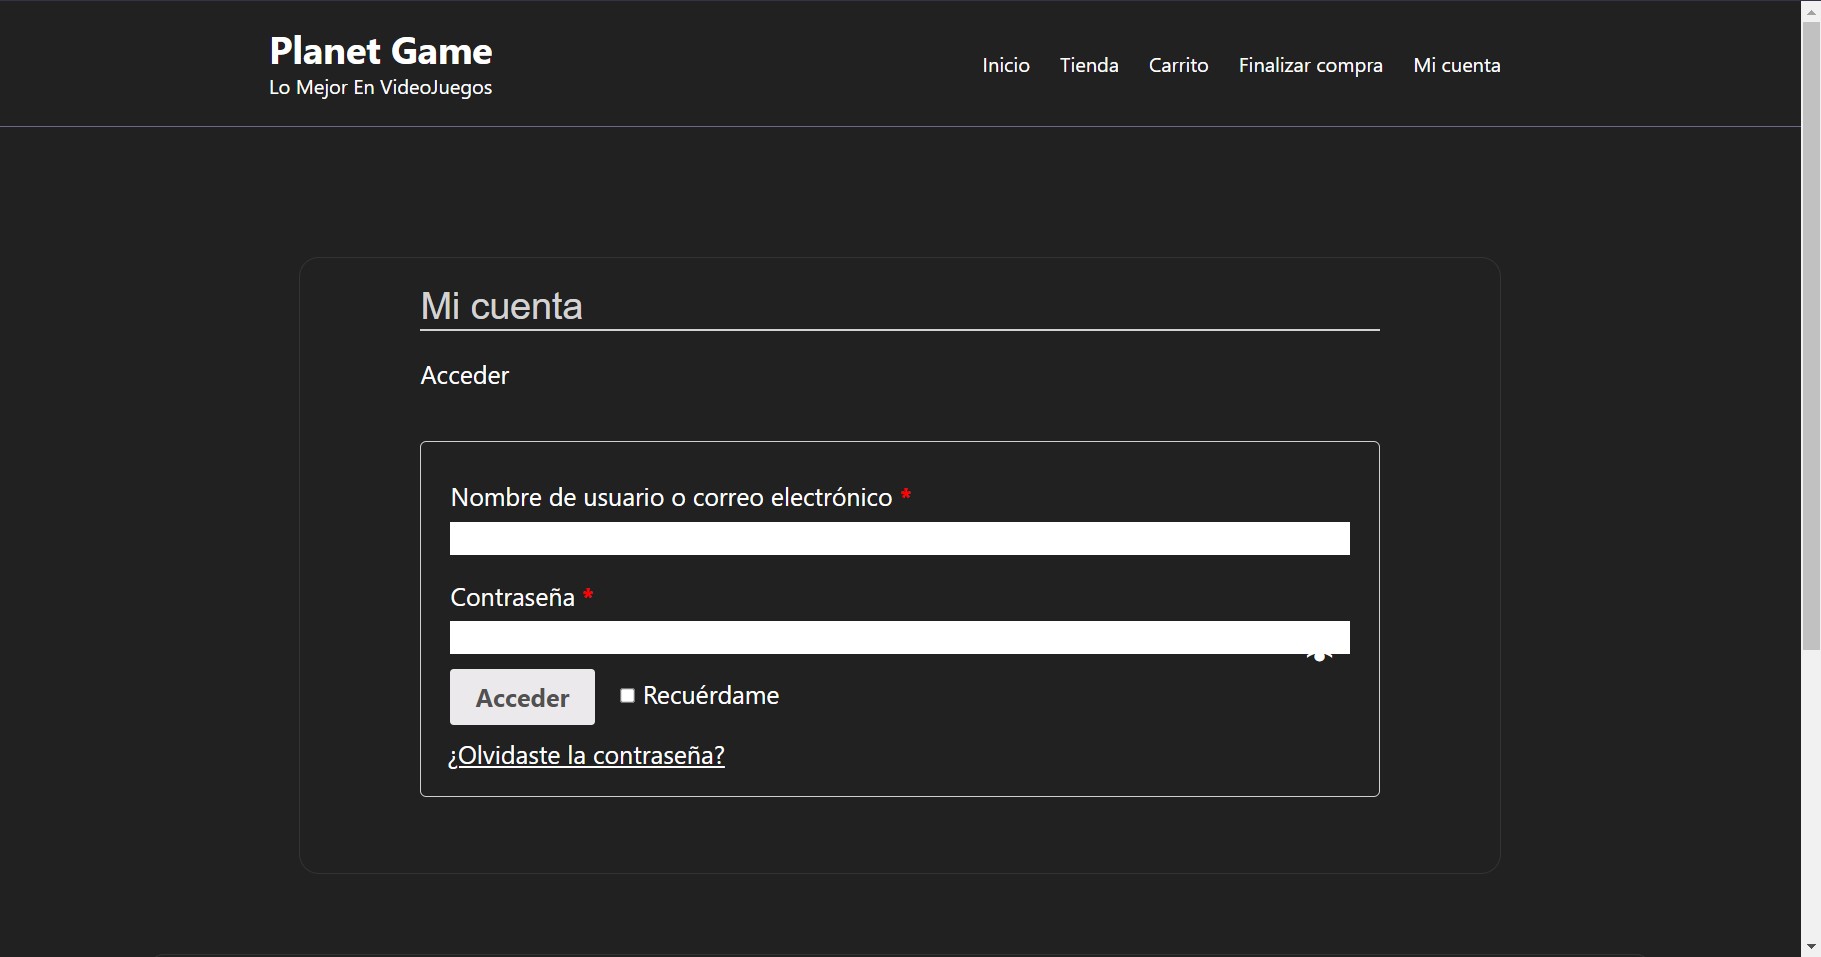 Planet Game
Lo Mejor En VideoJuegos
Inicio Tienda Carrito Finalizar compra Mi cuenta
Mi cuenta
Acceder
Nombre de usuario o correo electrónico *
Contraseña *
Acceder Recuérdame
¿Olvidaste la contraseña?